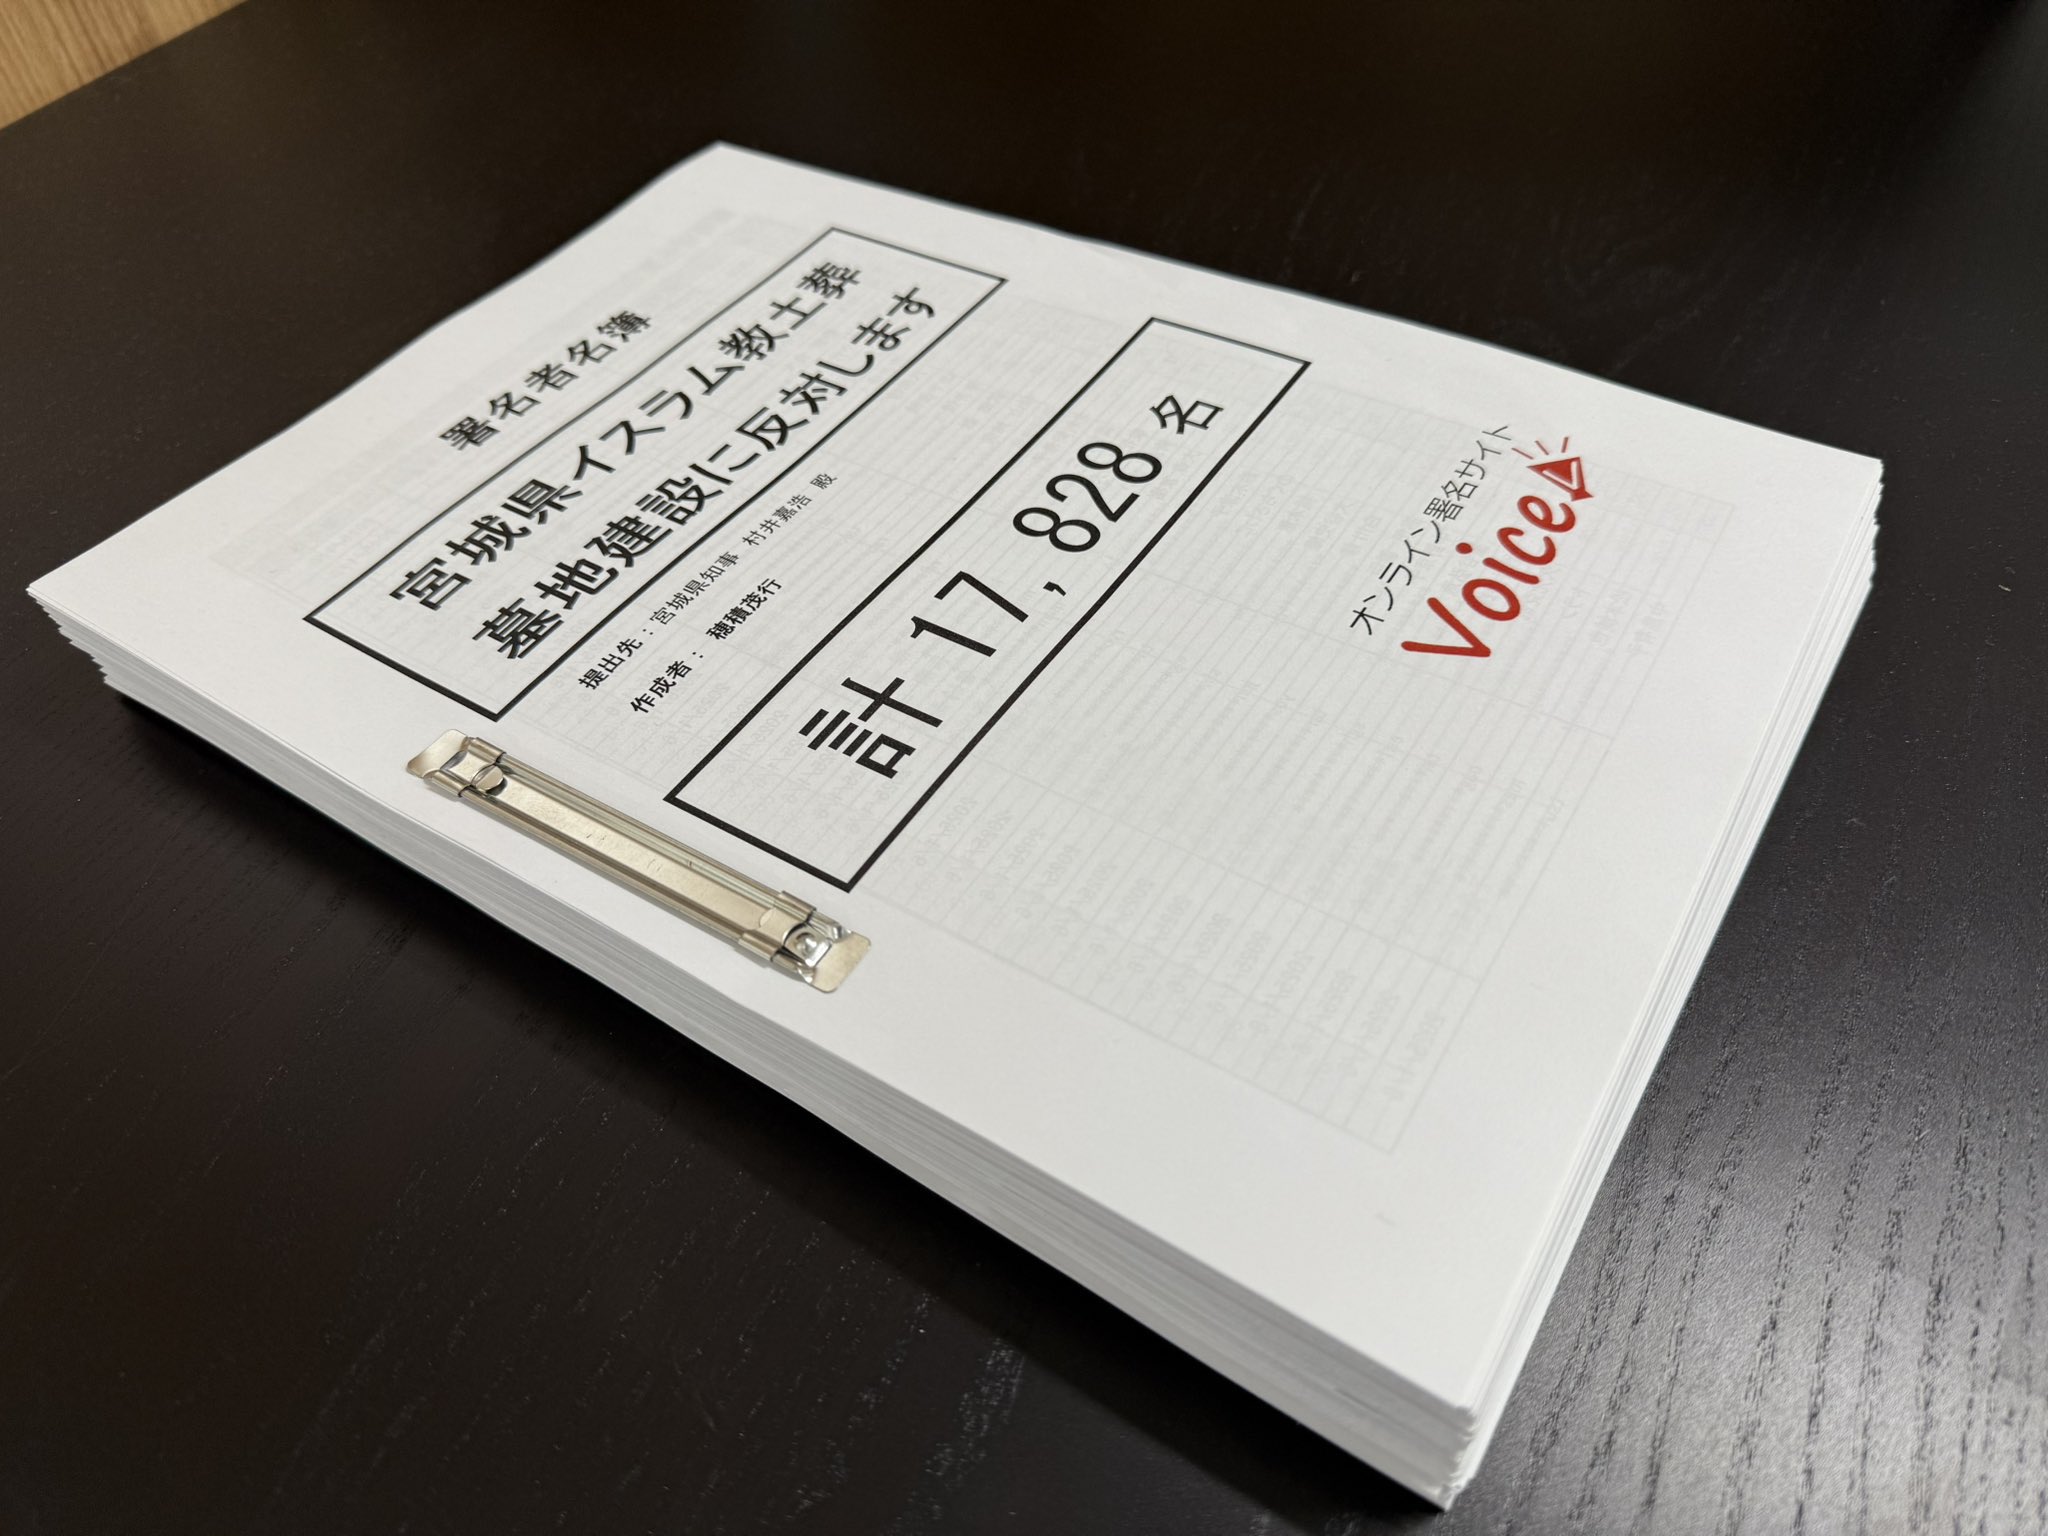 署名者名簿
宮城県イスラム教土葬
墓地建設に反対します
提出先：宮城県知事 村井嘉浩 殿
作成者： 穂積茂行
計 17,828 名
オンライン署名サイト
Voice